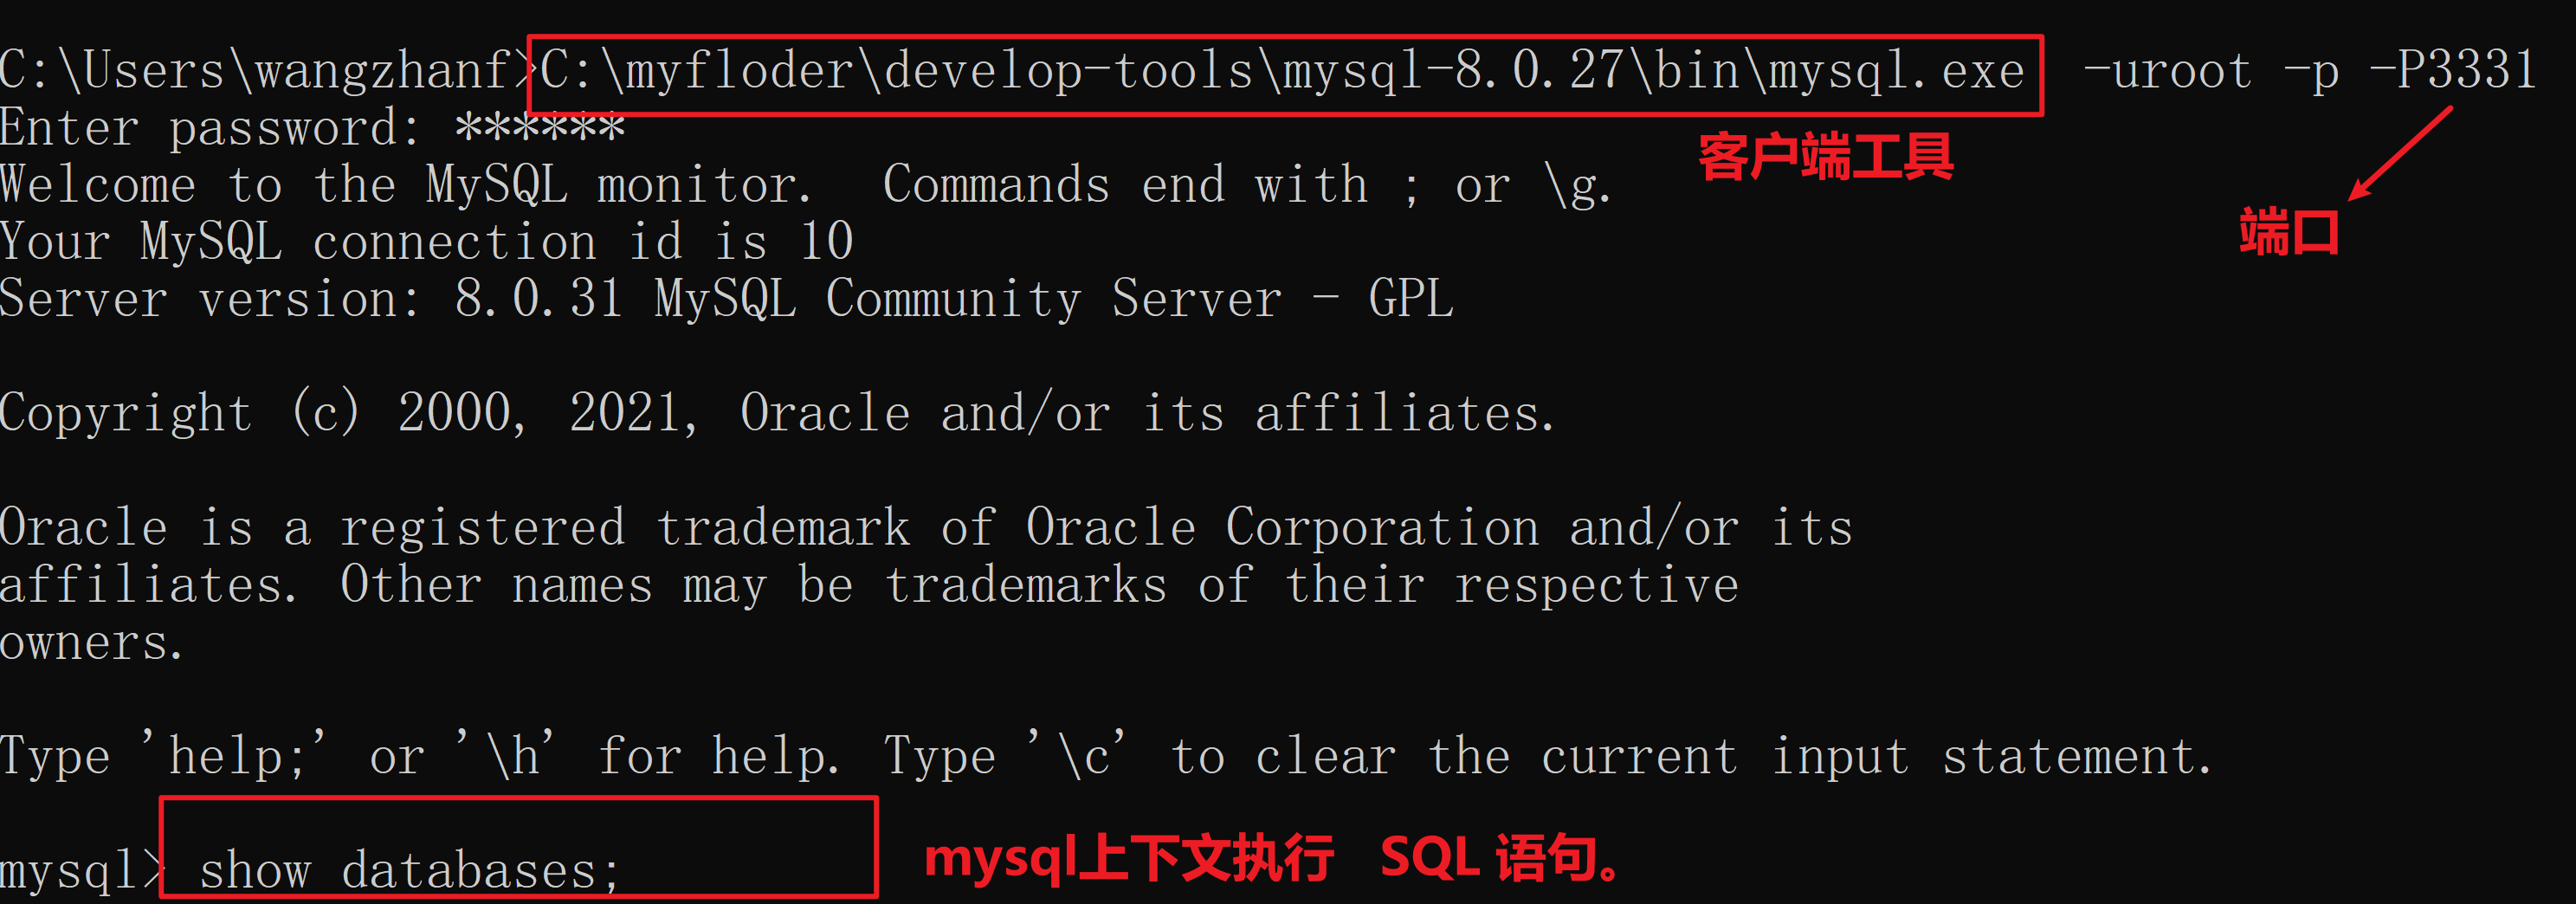 C:\Users\wangzhanf>C:\myfloder\develop-tools\mysql-8.0.27\bin\mysql.exe  -uroot -p -P3331
Enter password: ******
客户端工具
Welcome to the MySQL monitor.  Commands end with ; or \g.
端口
Your MySQL connection id is 10
Server version: 8.0.31 MySQL Community Server - GPL
Copyright (c) 2000, 2021, Oracle and/or its affiliates.
Oracle is a registered trademark of Oracle Corporation and/or its
affiliates. Other names may be trademarks of their respective
owners.
Type 'help;' or '\h' for help. Type '\c' to clear the current input statement.
mysql> show databases;
mysql上下文执行 SQL 语句。